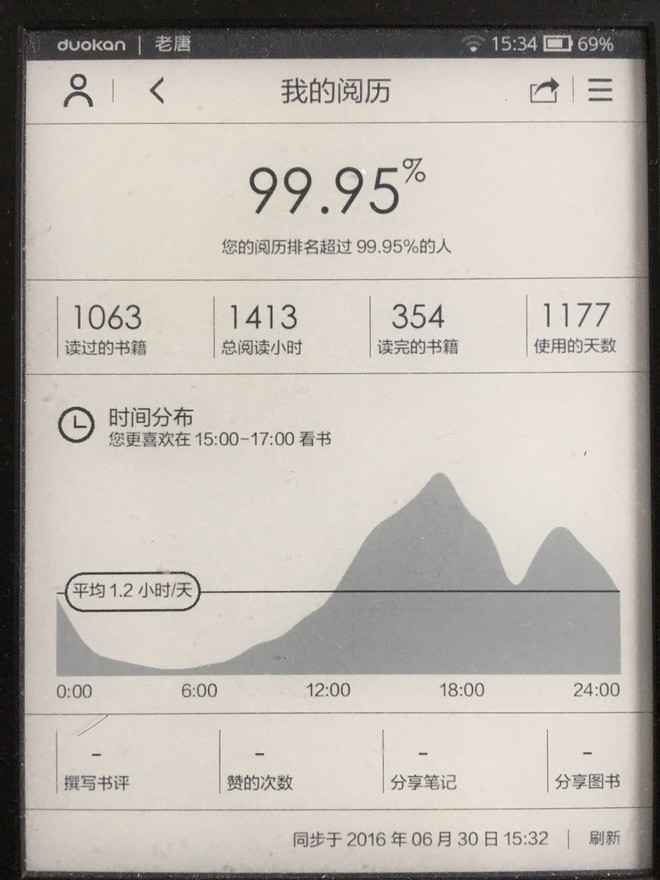 duokan | 老唐 15:34 69%
我的阅历
99.95%
您的阅历排名超过 99.95%的人
1063 1413 354 1177
读过的书籍 总阅读小时 读完的书籍 使用的天数
时间分布
您更喜欢在 15:00-17:00 看书
平均 1.2 小时/天
0:00 6:00 12:00 18:00 24:00
- - - -
撰写书评 赞的次数 分享笔记 分享图书
同步于 2016 年 06 月 30 日 15:32 | 刷新